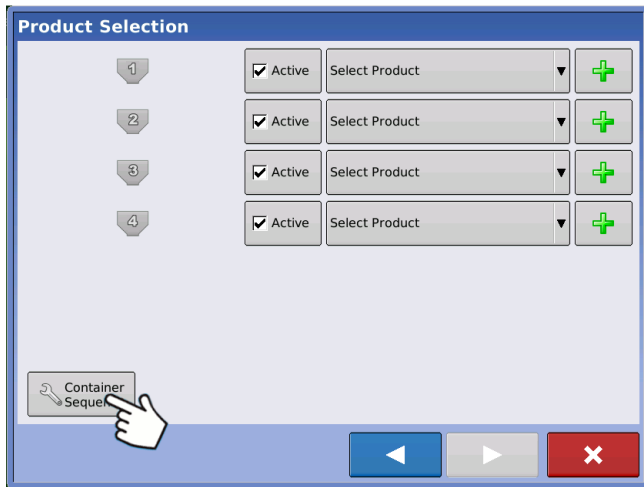 Product Selection
1 Active Select Product
2 Active Select Product
3 Active Select Product
4 Active Select Product
Container